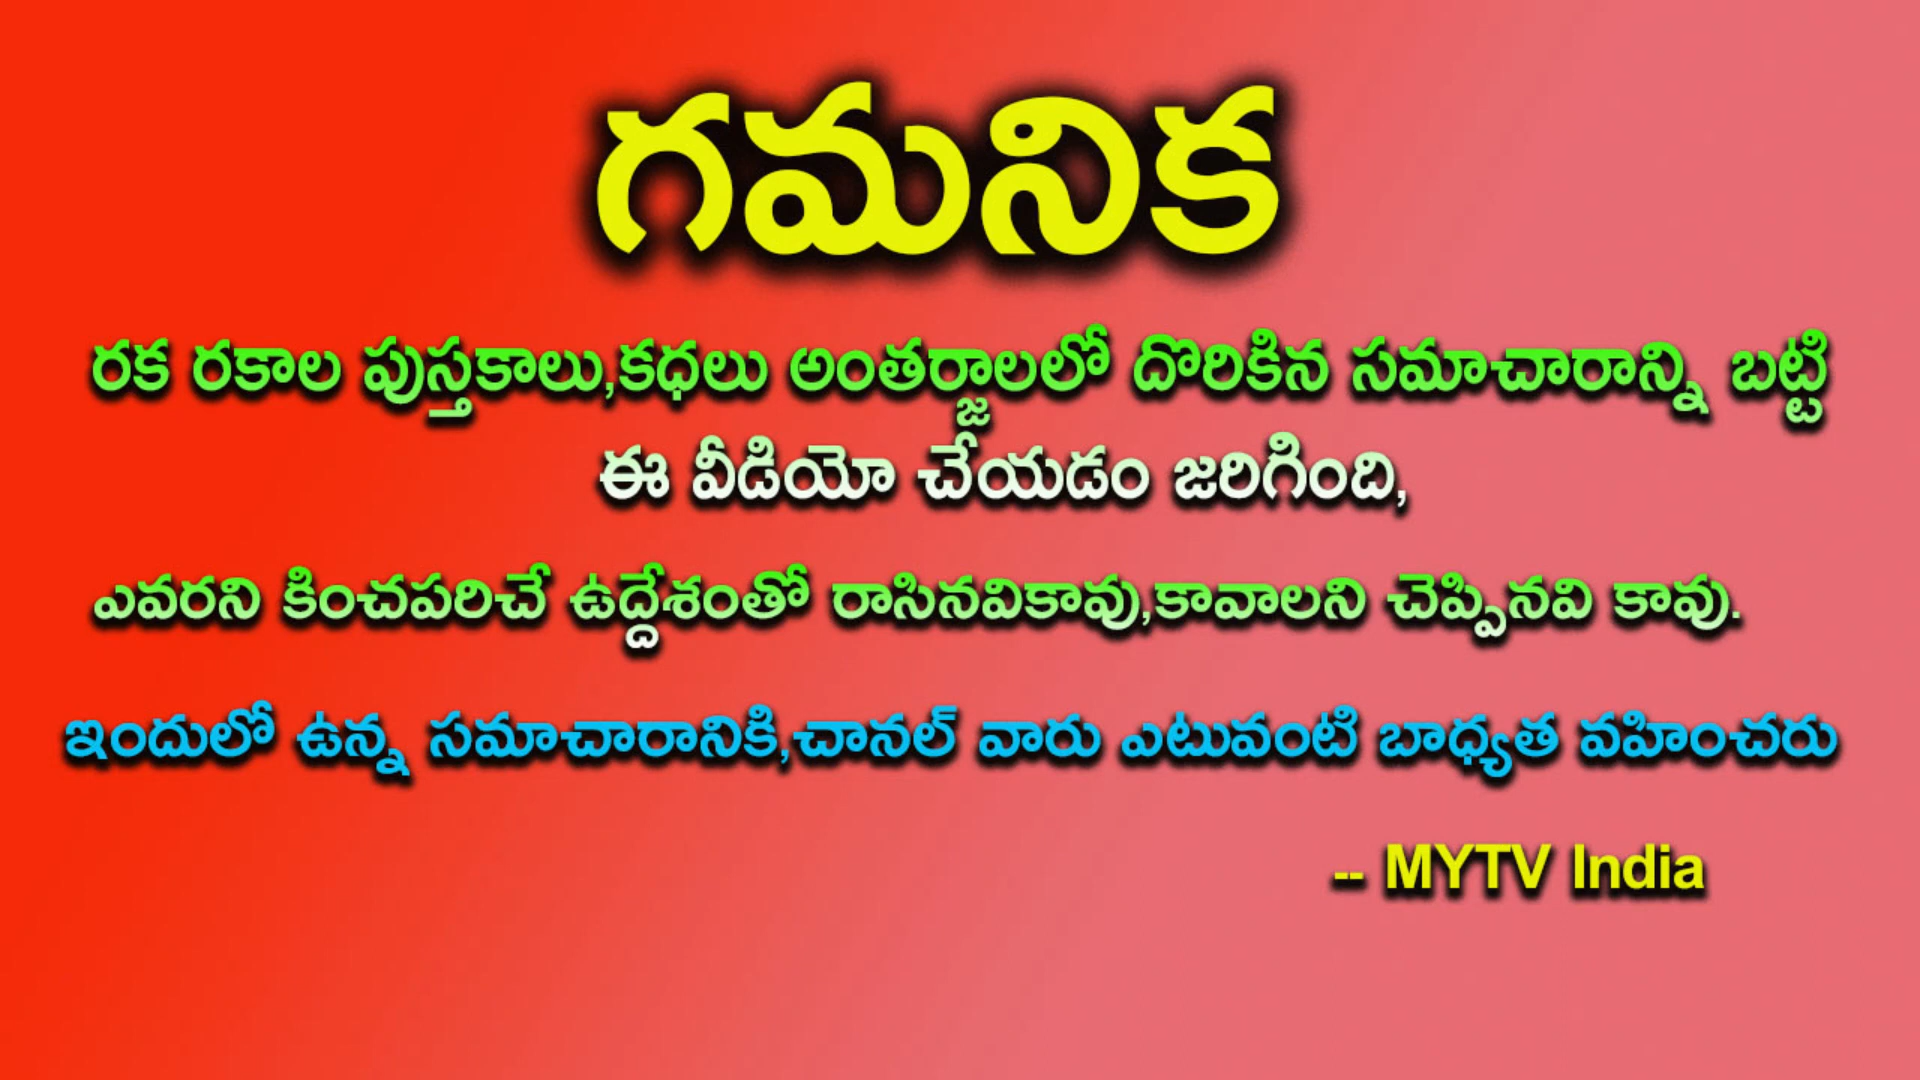 గమనిక
రక రకాల పుస్తకాలు,కధలు అంతర్జాలలో దొరికిన సమాచారాన్ని బట్టి
ఈ వీడియో చేయడం జరిగింది,
ఎవరని కించపరిచే ఉద్దేశంతో రాసినవికావు,కావాలని చెప్పినవి కావు.
ఇందులో ఉన్న సమాచారానికి,చానల్ వారు ఎటువంటి బాధ్యత వహించరు
-- MYTV India